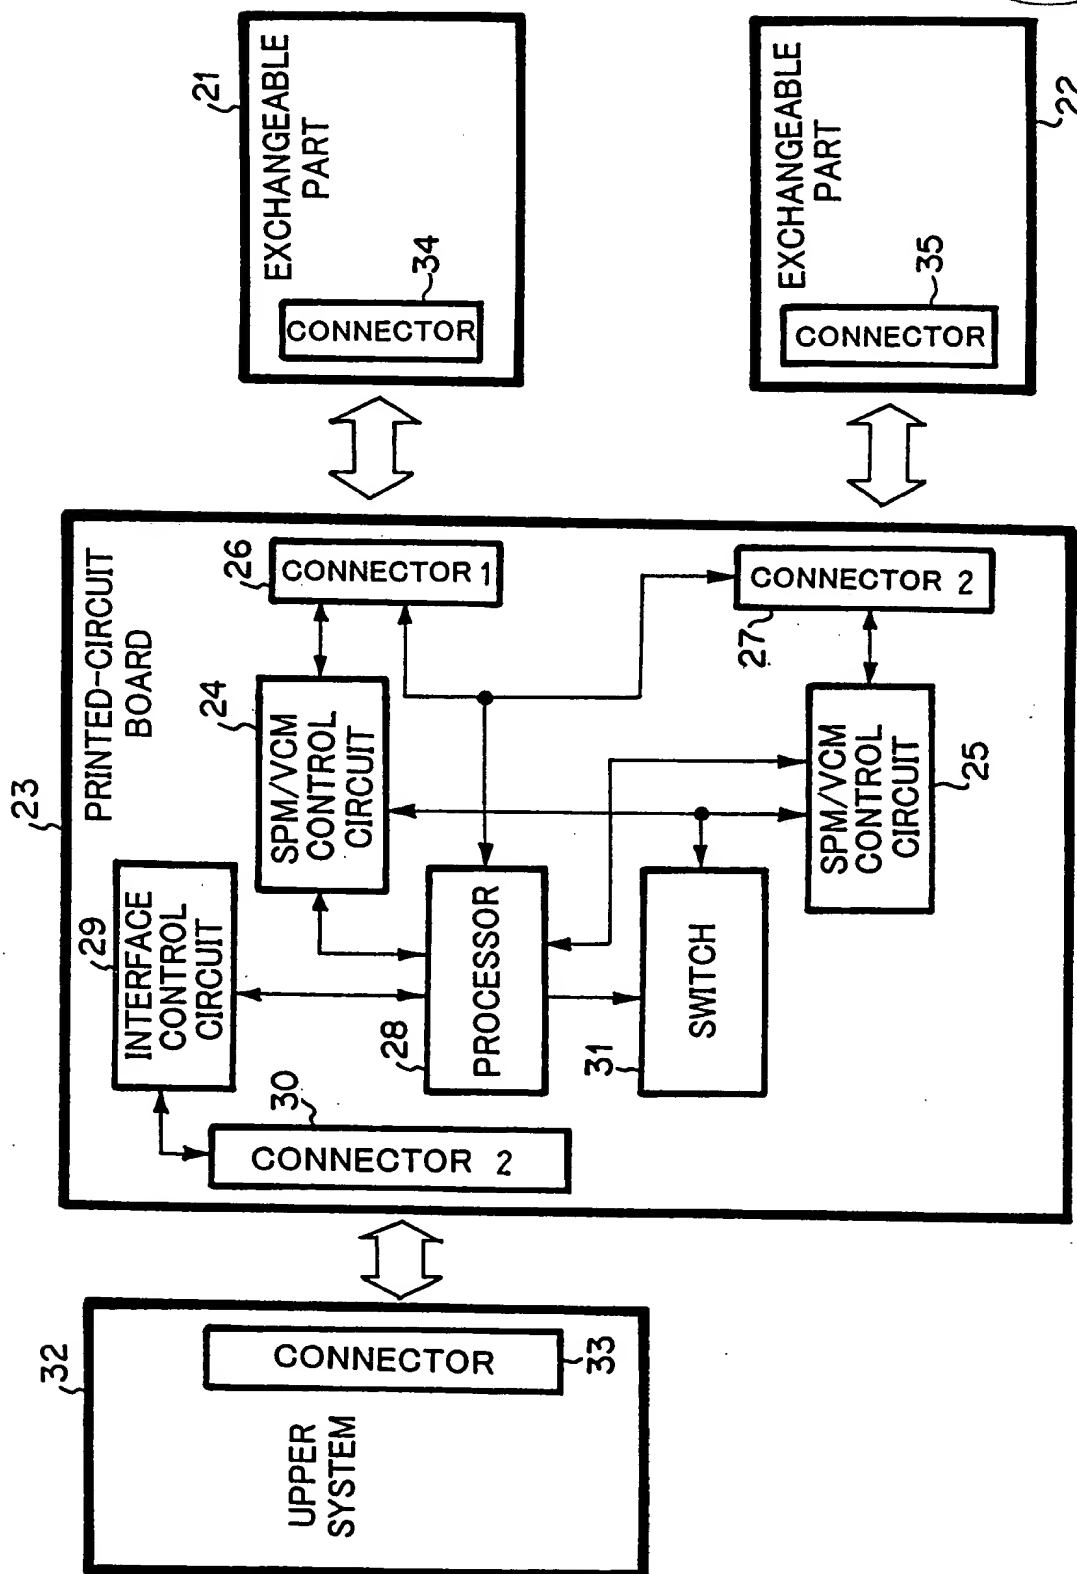 32
UPPER
SYSTEM
CONNECTOR
33
23
PRINTED-CIRCUIT
BOARD
29
INTERFACE
CONTROL
CIRCUIT
30
CONNECTOR 2
24
SPM/VCM
CONTROL
CIRCUIT
26
CONNECTOR 1
28
PROCESSOR
31
SWITCH
27
CONNECTOR 2
SPM/VCM
CONTROL
CIRCUIT
25
21
EXCHANGEABLE
PART
34
CONNECTOR
22
EXCHANGEABLE
PART
35
CONNECTOR